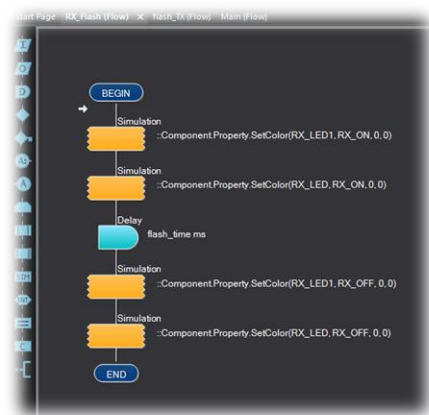 Start Page RX_Flash (Flow) × flash_Tx (Flow) Main (Flow)
BEGIN
Simulation
::Component.Property.SetColor(RX_LED1, RX_ON, 0, 0)
Simulation
::Component.Property.SetColor(RX_LED, RX_ON, 0, 0)
Delay
flash_time ms
Simulation
::Component.Property.SetColor(RX_LED1, RX_OFF, 0, 0)
Simulation
::Component.Property.SetColor(RX_LED, RX_OFF, 0, 0)
END
I
O
D
A
SIM
INT
C